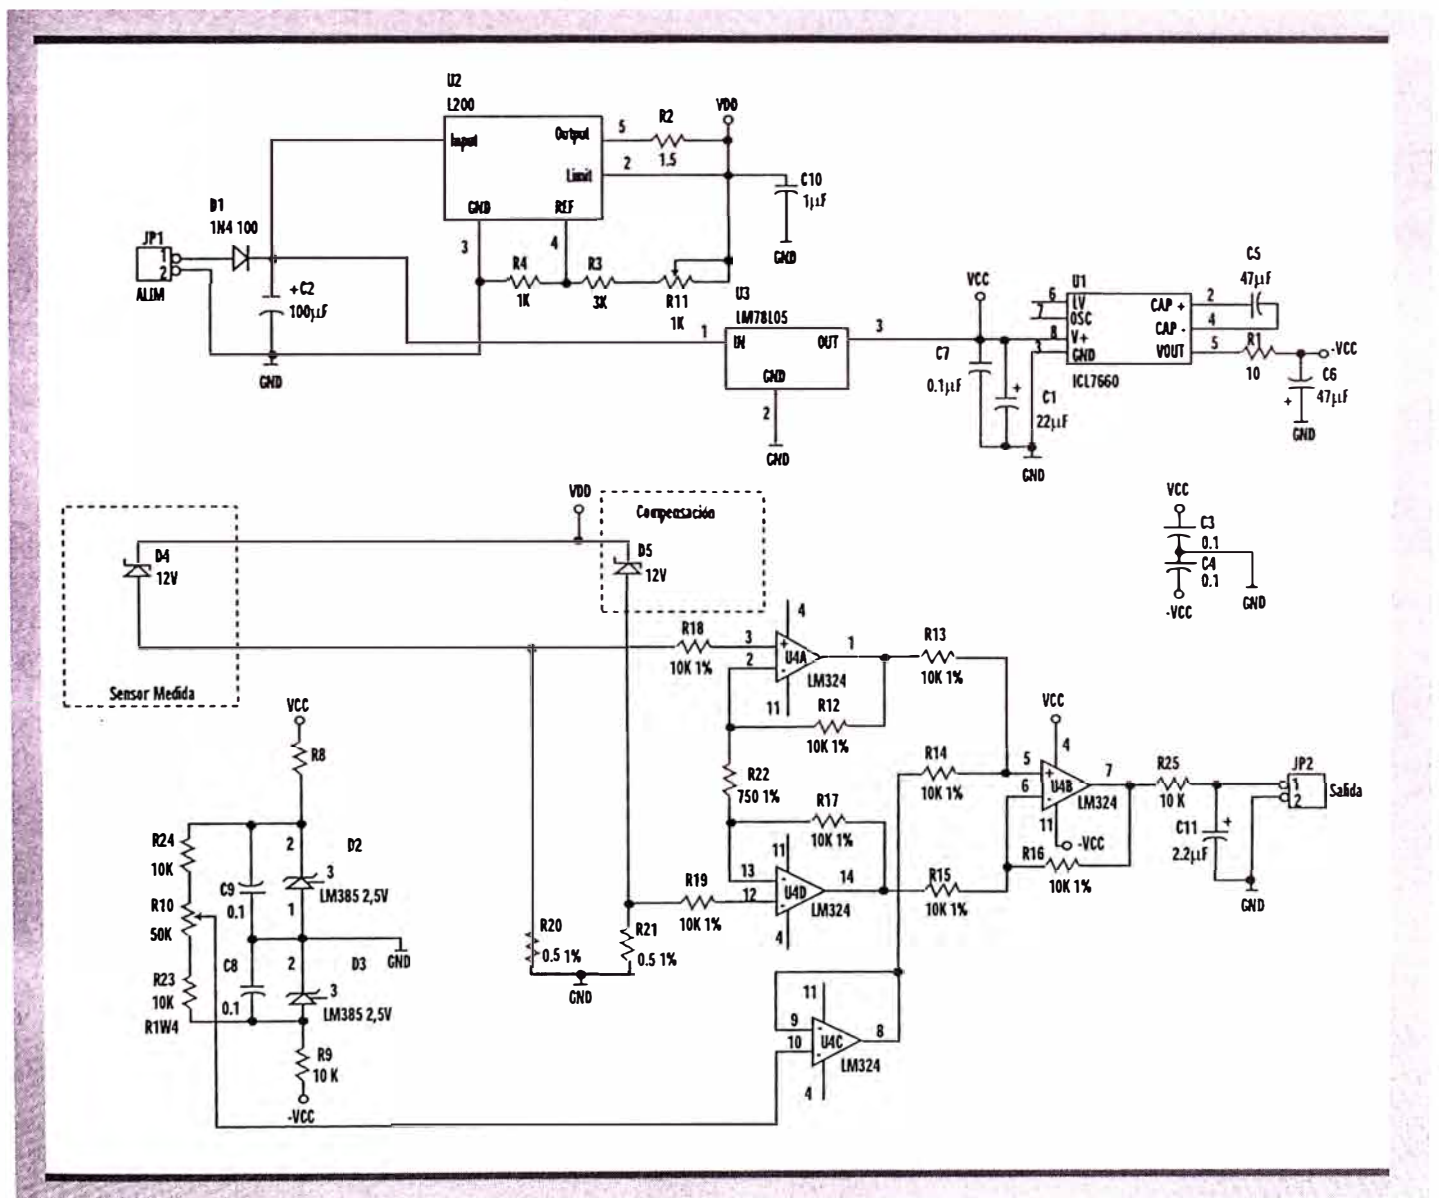 U2
L200
Input
Output
Limit
GND
REF
5
2
3
4
R2
1.5
VDD
C10
1µF
GND
D1
1N4 100
JP1
1
2
ALIM
+C2
100µF
GND
R4
1K
R3
3K
R11
1K
U3
LM78L05
1
IN
OUT
3
GND
2
GND
VCC
C7
0.1µF
+
C1
22µF
GND
U1
6
LV
7
OSC
8
V+
3
GND
CAP +
2
CAP -
4
VOUT
5
ICL7660
C5
47µF
R1
10
-VCC
C6
47µF
+
GND
VCC
C3
0.1
C4
0.1
-VCC
GND
VDD
Compensación
D4
12V
D5
12V
Sensor Medida
R18
10K 1%
3
2
+
-
4
U4A
1
11
LM324
R13
10K 1%
R12
10K 1%
R22
750 1%
R17
10K 1%
R14
10K 1%
VCC
4
5
6
+
-
U4B
7
LM324
11
-VCC
R16
10K 1%
R25
10 K
JP2
1
2
Salida
C11
+
2.2µF
GND
11
13
12
-
-
U4D
14
LM324
4
R19
10K 1%
R15
10K 1%
VCC
R8
R24
10K
R10
50K
R23
10K
R1W4
C9
0.1
C8
0.1
2
D2
3
LM385 2,5V
1
2
D3
GND
3
LM385 2,5V
R9
10 K
-VCC
R20
0.5 1%
R21
0.5 1%
GND
11
9
10
-
-
U4C
8
LM324
4